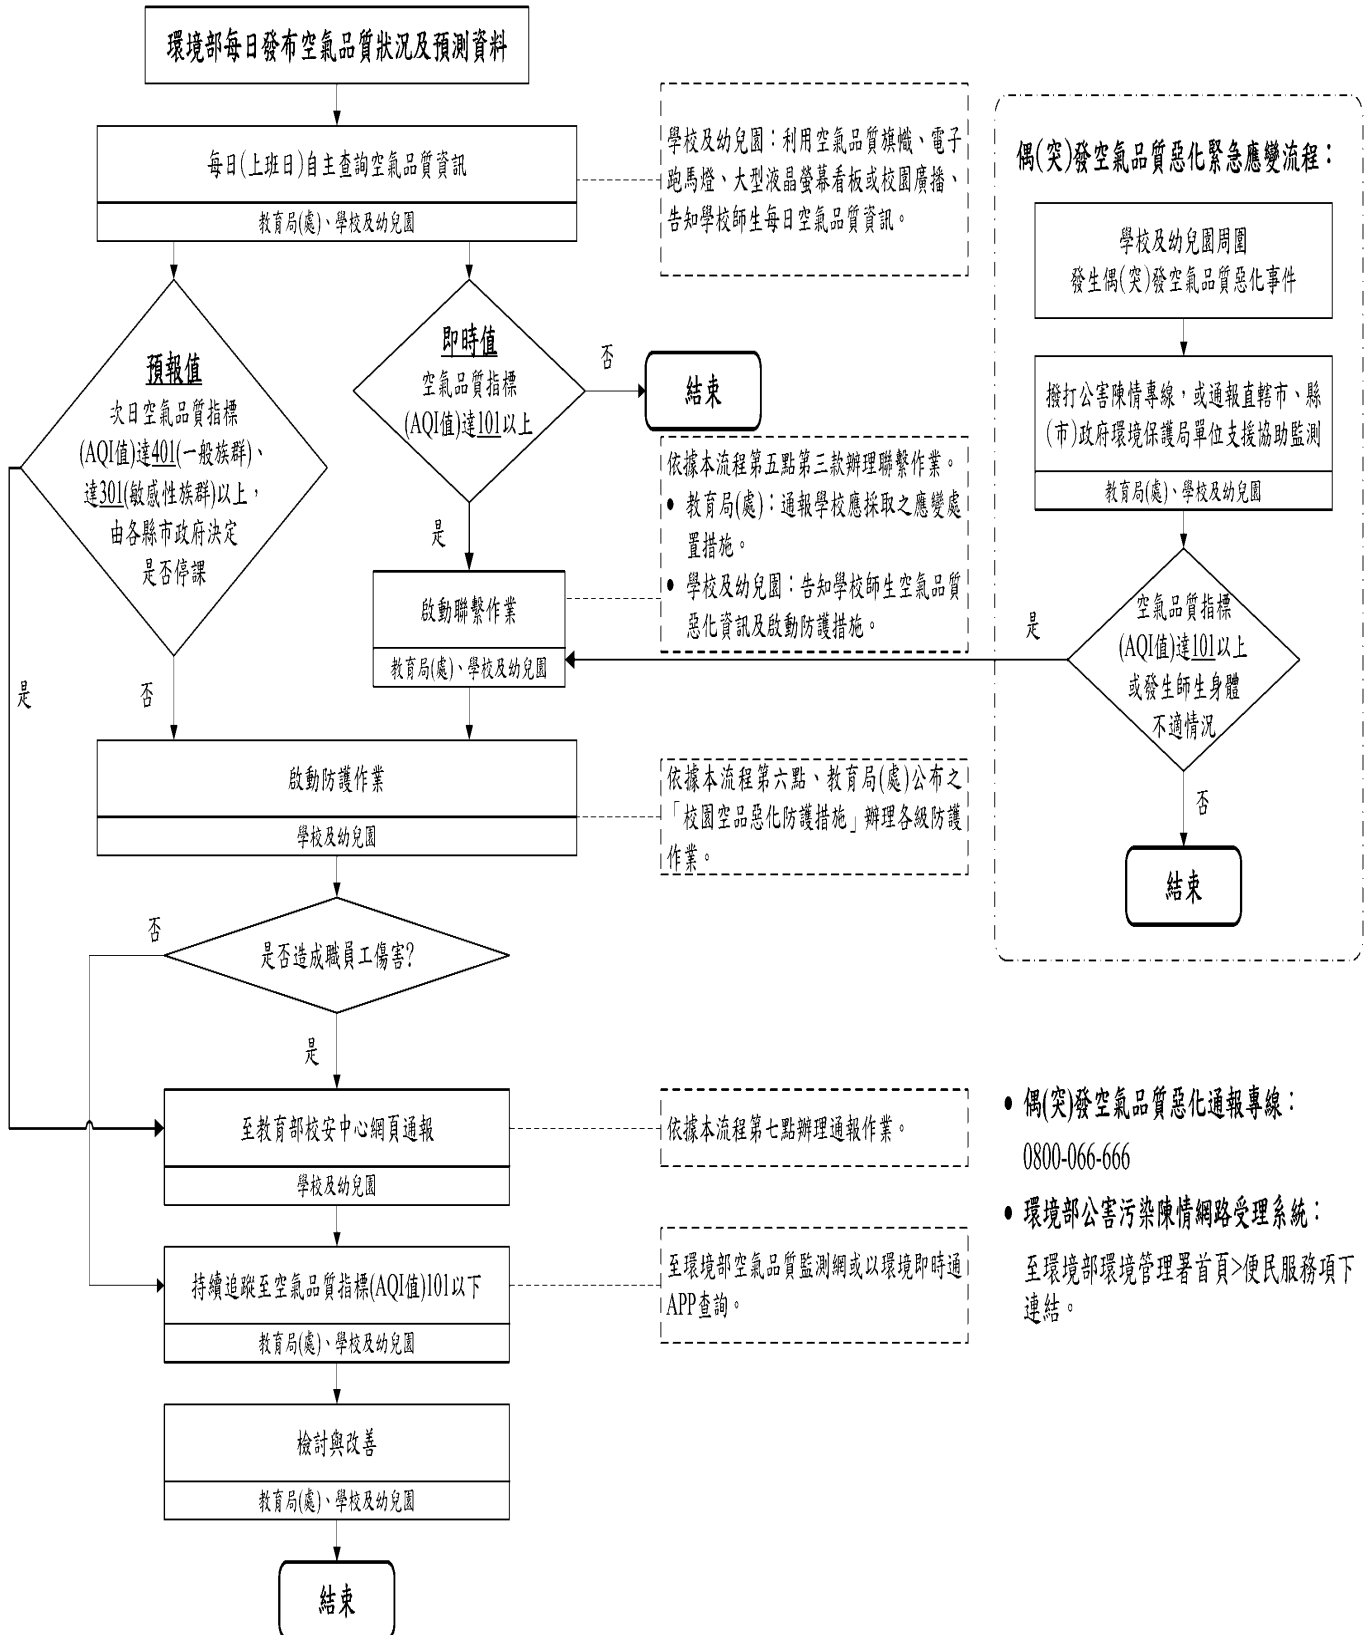 環境部每日發布空氣品質狀況及預測資料
每日(上班日)自主查詢空氣品質資訊
教育局(處)、學校及幼兒園
學校及幼兒園：利用空氣品質旗幟、電子
跑馬燈、大型液晶螢幕看板或校園廣播、
告知學校師生每日空氣品質資訊。
預報值
次日空氣品質指標
(AQI值)達401(一般族群)、
達301(敏感性族群)以上，
由各縣市政府決定
是否停課
即時值
空氣品質指標
(AQI值)達101以上
否
結束
是
依據本流程第五點第三款辦理聯繫作業。
• 教育局(處)：通報學校應採取之應變處
置措施。
• 學校及幼兒園：告知學校師生空氣品質
惡化資訊及啟動防護措施。
啟動聯繫作業
教育局(處)、學校及幼兒園
是
否
啟動防護作業
學校及幼兒園
依據本流程第六點、教育局(處)公布之
「校園空品惡化防護措施」辦理各級防護
作業。
否
是否造成職員工傷害?
是
至教育部校安中心網頁通報
學校及幼兒園
依據本流程第七點辦理通報作業。
持續追蹤至空氣品質指標(AQI值)101以下
教育局(處)、學校及幼兒園
至環境部空氣品質監測網或以環境即時通
APP查詢。
檢討與改善
教育局(處)、學校及幼兒園
結束
偶(突)發空氣品質惡化緊急應變流程：
學校及幼兒園周圍
發生偶(突)發空氣品質惡化事件
撥打公害陳情專線，或通報直轄市、縣
(市)政府環境保護局單位支援協助監測
教育局(處)、學校及幼兒園
空氣品質指標
(AQI值)達101以上
或發生師生身體
不適情況
是
否
結束
• 偶(突)發空氣品質惡化通報專線：
0800-066-666
• 環境部公害污染陳情網路受理系統：
至環境部環境管理署首頁>便民服務項下
連結。